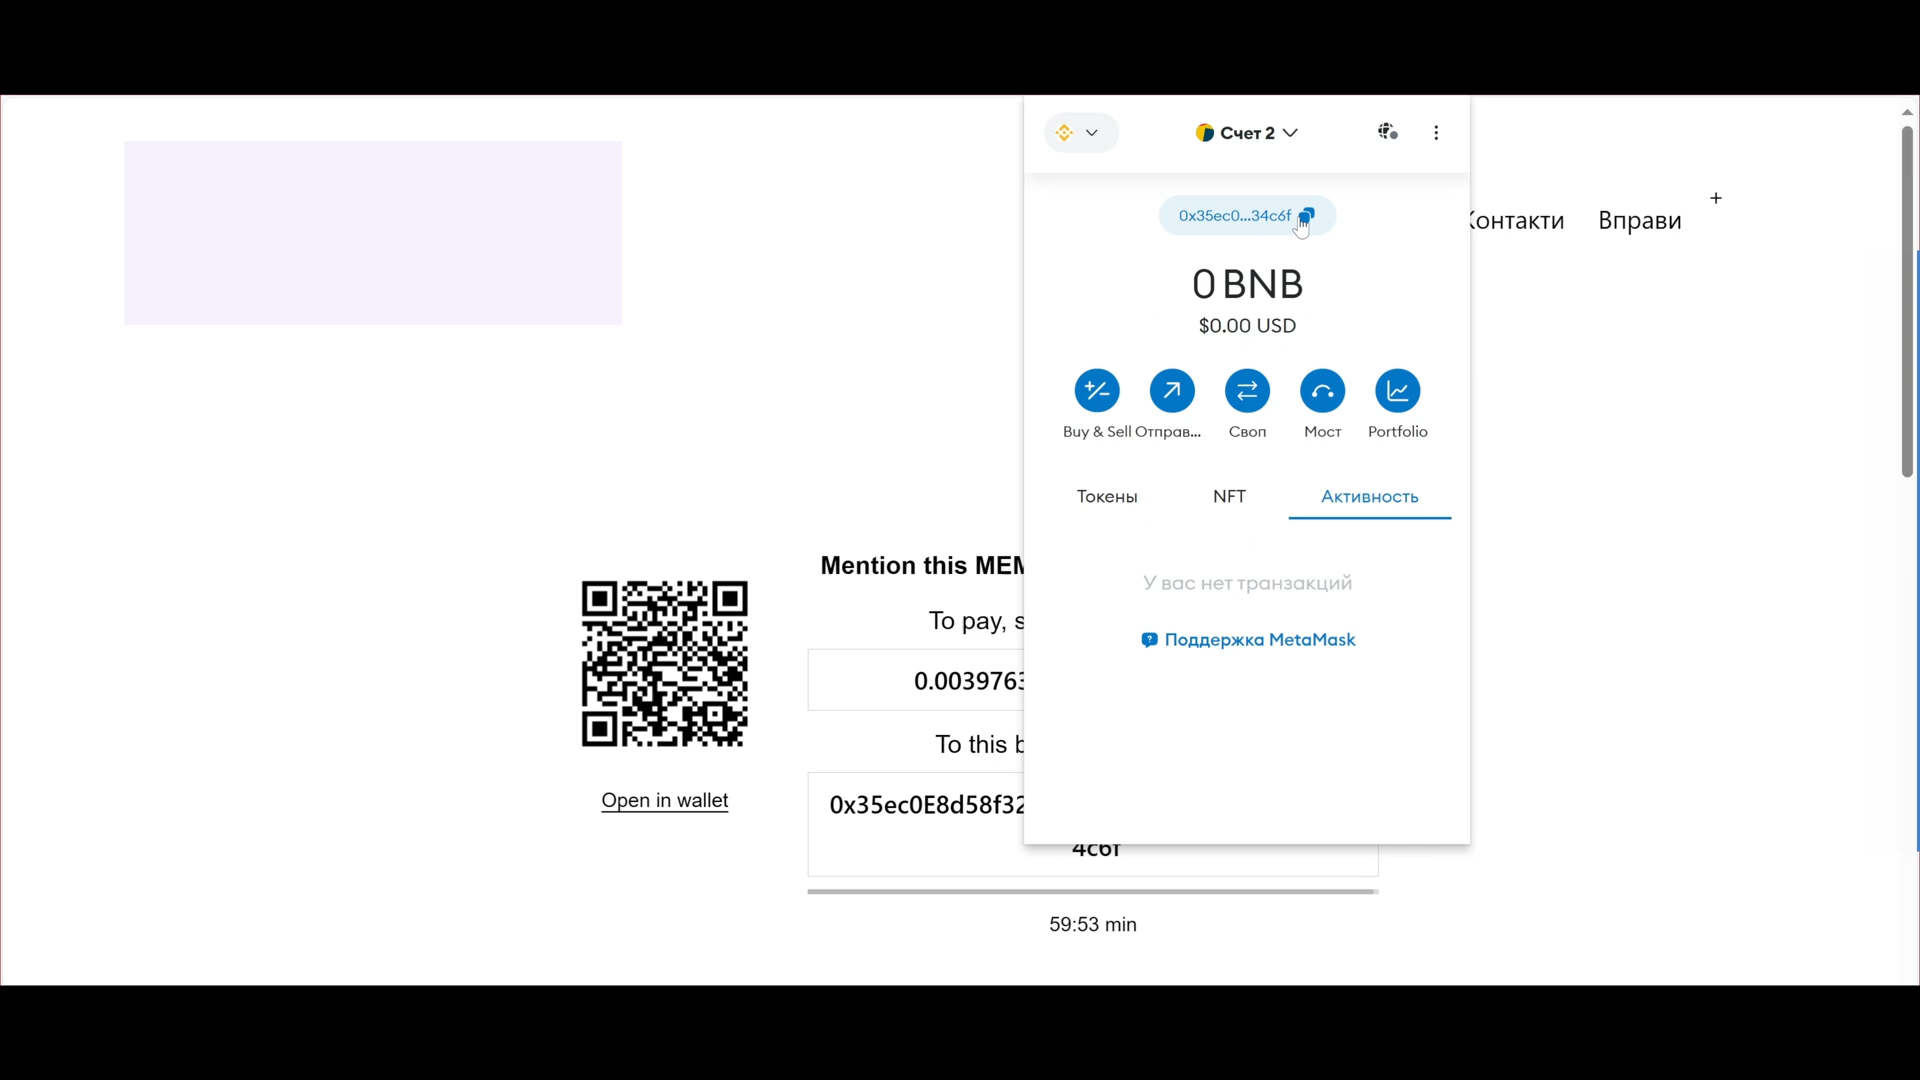 Счет 2
0x35ec0...34c6f
0 BNB
$0.00 USD
Buy & Sell
Отправ...
Своп
Мост
Portfolio
Токены
NFT
Активность
У вас нет транзакций
Поддержка MetaMask
Контакти
Вправи
Mention this MEM
To pay, s
0.0039763
To this b
0x35ec0E8d58f32
4c6f
59:53 min
Open in wallet